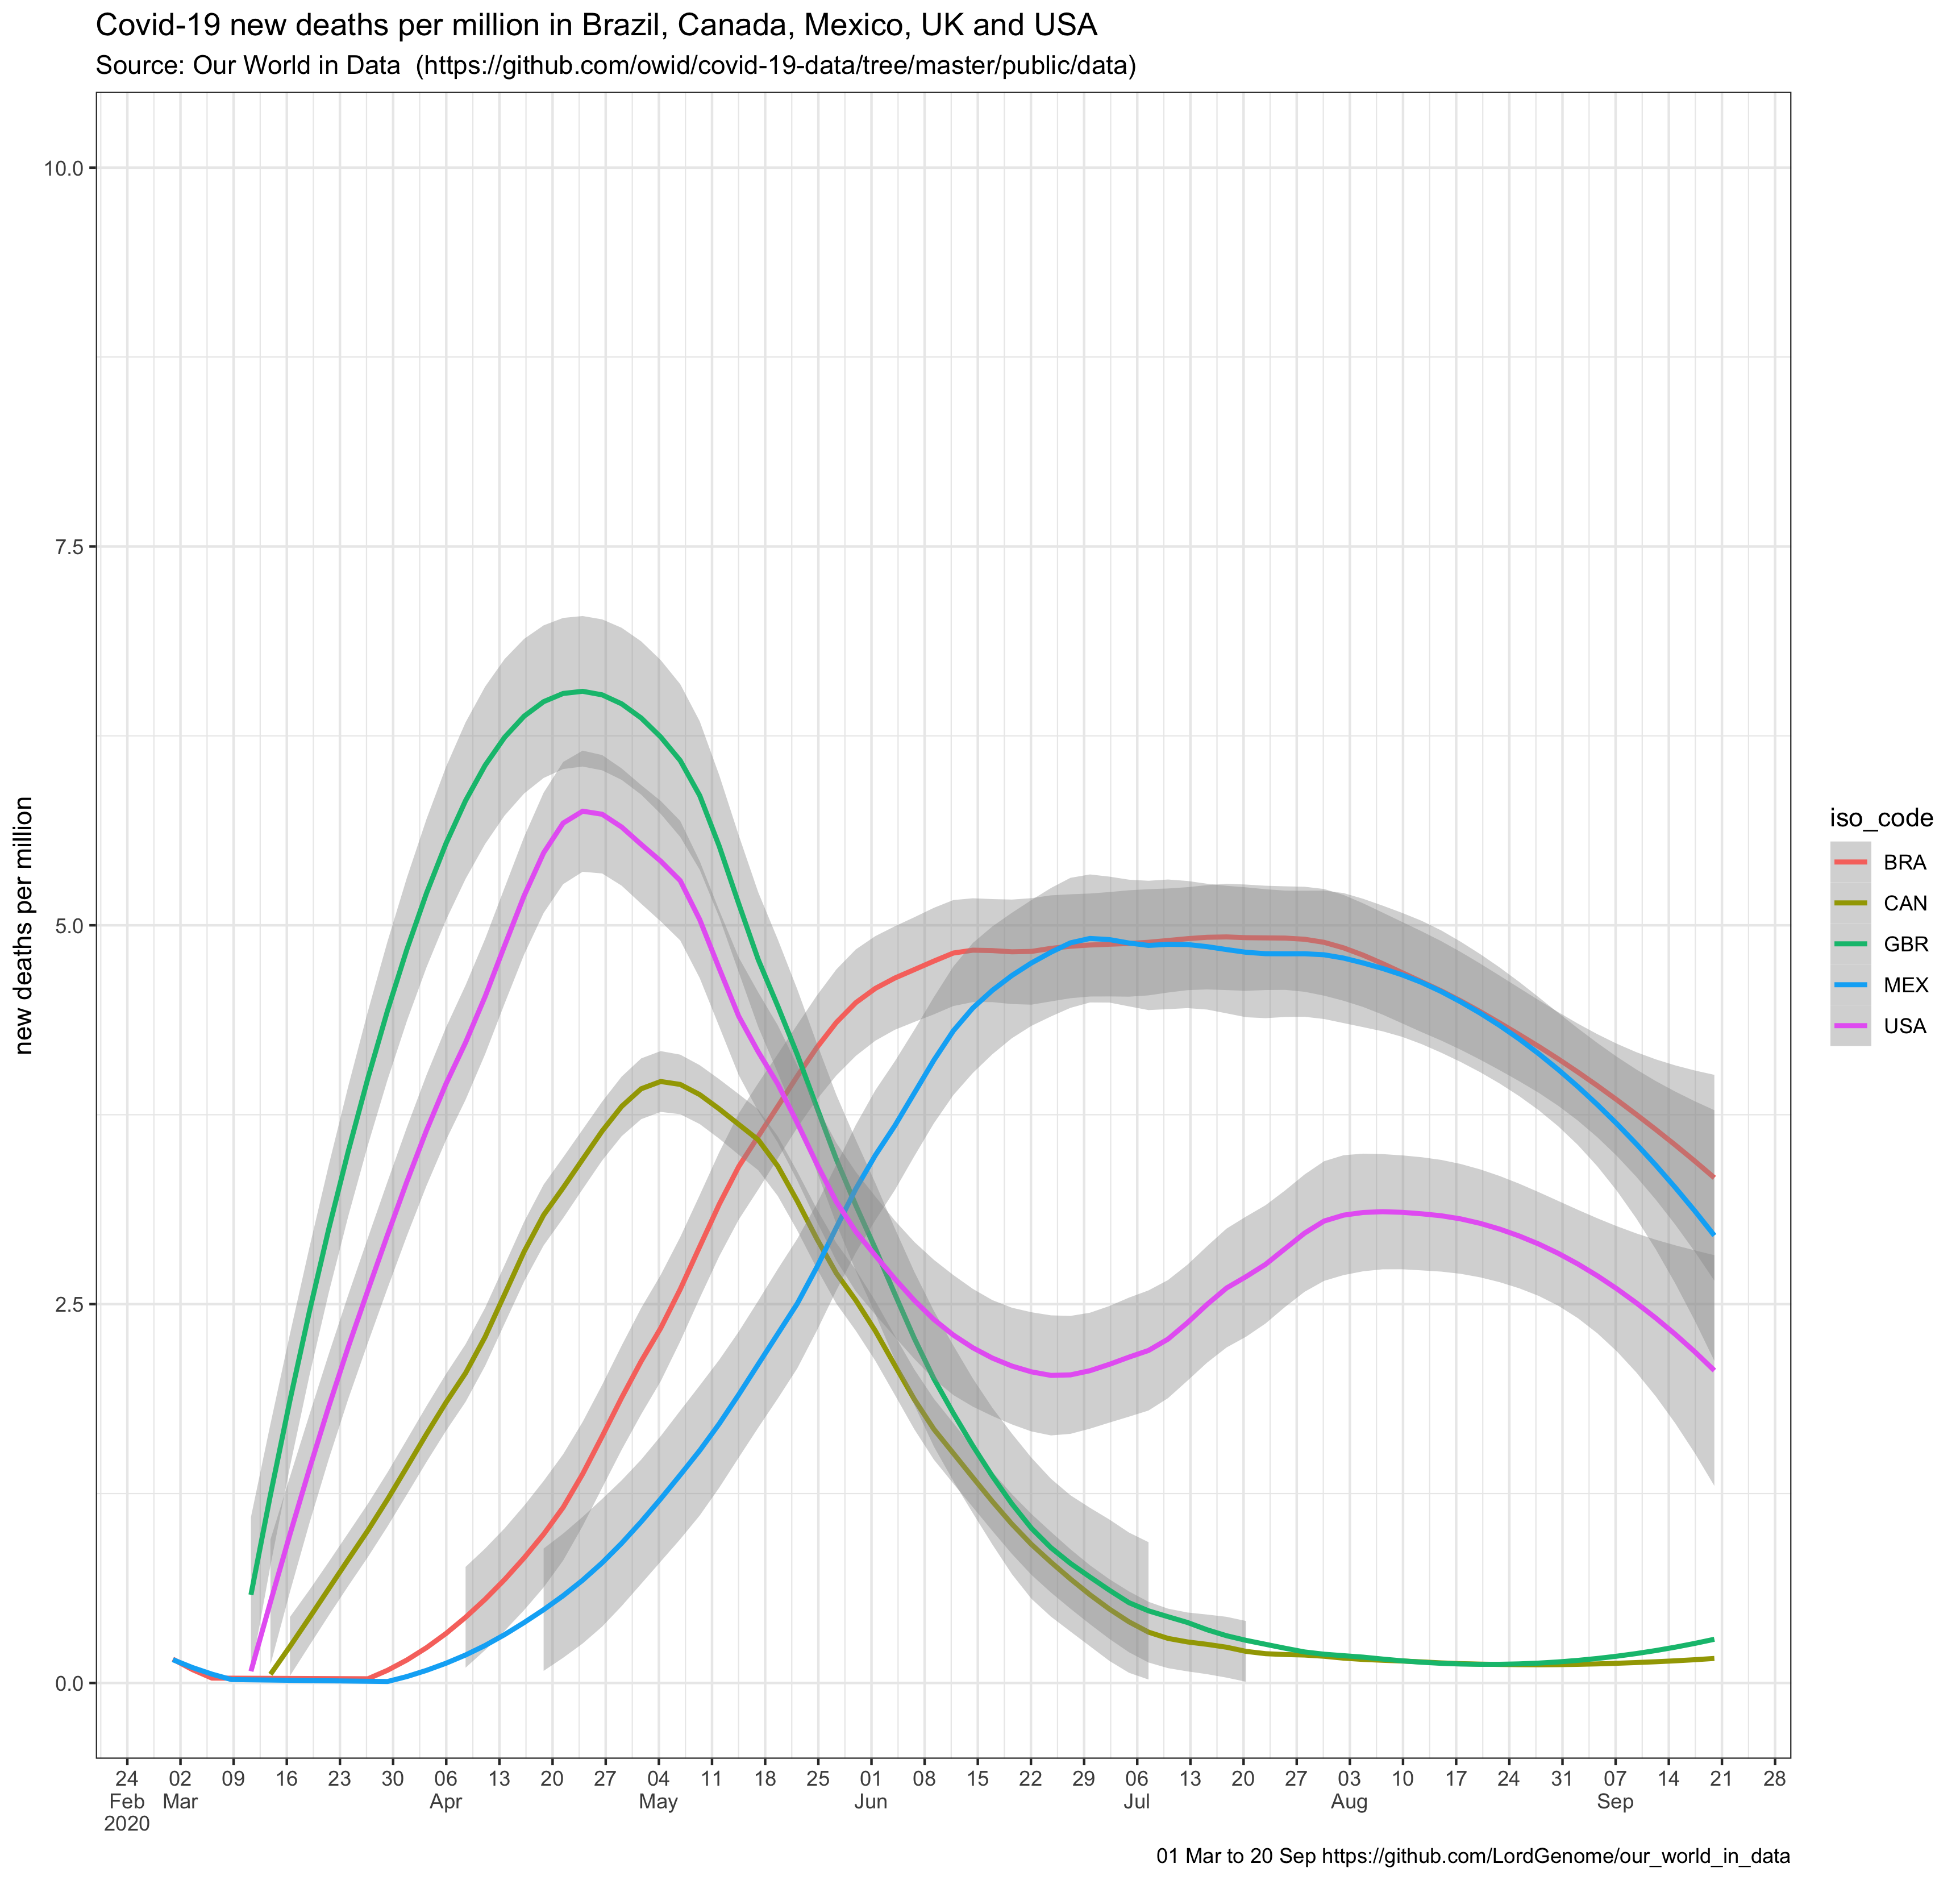 Covid-19 new deaths per million in Brazil, Canada, Mexico, UK and USA
Source: Our World in Data  (https://github.com/owid/covid-19-data/tree/master/public/data)
10.0
7.5
5.0
2.5
0.0
new deaths per million
iso_code
BRA
CAN
GBR
MEX
USA
24 02 09 16 23 30 06 13 20 27 04 11 18 25 01 08 15 22 29 06 13 20 27 03 10 17 24 31 07 14 21 28
Feb Mar Apr May Jun Jul Aug Sep
2020
01 Mar to 20 Sep https://github.com/LordGenome/our_world_in_data